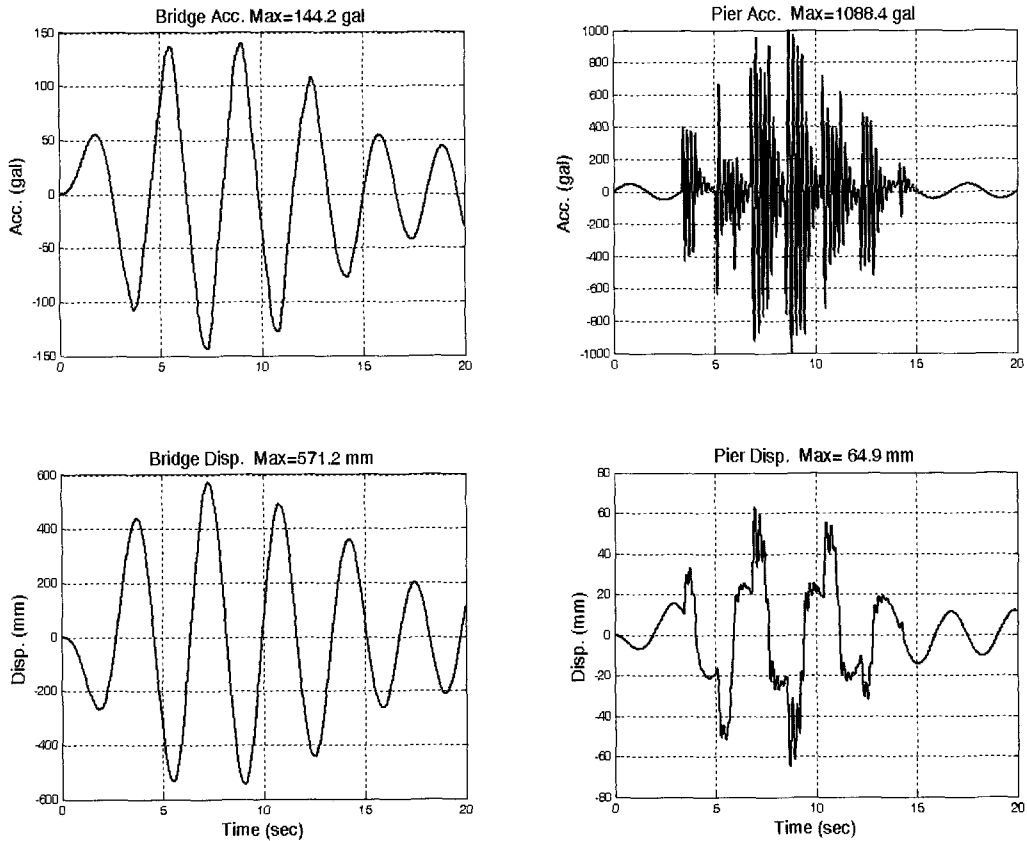 Bridge Acc. Max=144.2 gal
150
100
50
0
-50
-100
-150
Acc. (gal)
0 5 10 15 20
Pier Acc. Max=1088.4 gal
1000
800
600
400
200
0
-200
-400
-600
-800
-1000
Acc. (gal)
0 5 10 15 20
Bridge Disp. Max=571.2 mm
600
400
200
0
-200
-400
-600
Disp. (mm)
0 5 10 15 20
Time (sec)
Pier Disp. Max= 64.9 mm
80
60
40
20
0
-20
-40
-60
-80
Disp. (mm)
0 5 10 15 20
Time (sec)